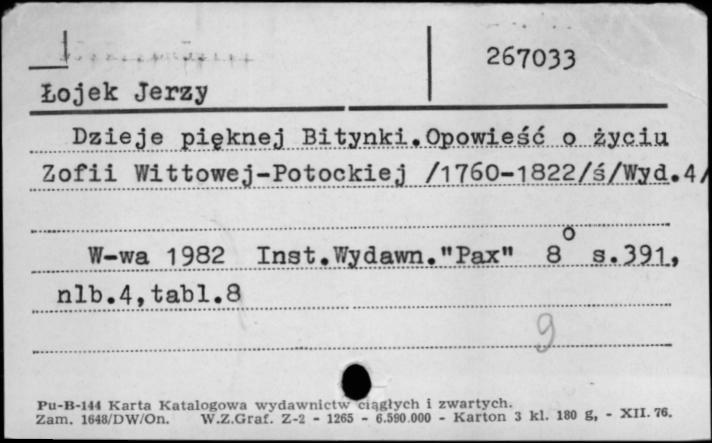 267033
Łojek Jerzy
Dzieje pięknej Bitynki.Opowieść o życiu
Zofii Wittowej-Potockiej /1760-1822/ś/Wyd.4/
W-wa 1982 Inst.Wydawn."Pax" 8° s.391,
nlb.4,tabl.8
9
Pu-B-144 Karta Katalogowa wydawnictw ciągłych i zwartych.
Zam. 1648/DW/On. W.Z.Graf. Z-2 - 1265 - 6.590.000 - Karton 3 kl. 180 g, - XII. 76.